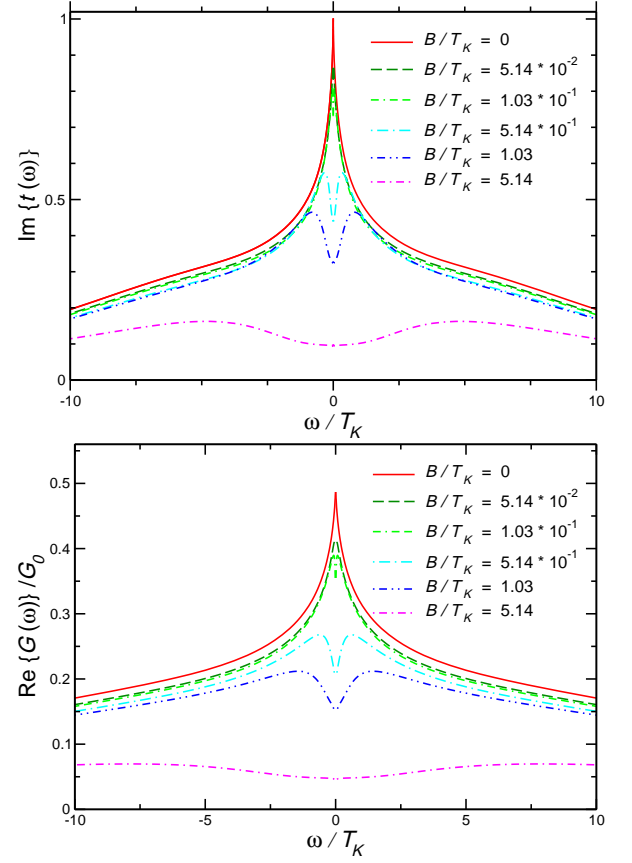 B/T_K = 0
B/T_K = 5.14 * 10^-2
B/T_K = 1.03 * 10^-1
B/T_K = 5.14 * 10^-1
B/T_K = 1.03
B/T_K = 5.14
Im {t(ω)}
1
0.5
0
-10
-5
0
5
10
ω/T_K
B/T_K = 0
B/T_K = 5.14 * 10^-2
B/T_K = 1.03 * 10^-1
B/T_K = 5.14 * 10^-1
B/T_K = 1.03
B/T_K = 5.14
Re {G(ω)}/G_0
0.5
0.4
0.3
0.2
0.1
0
-10
-5
0
5
10
ω/T_K